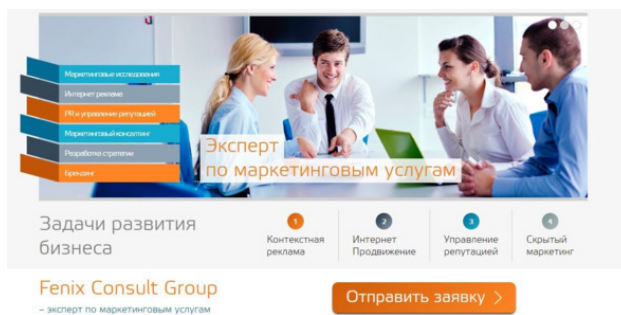 Маркетинговые исследования
Интернет реклама
PR и управление репутацией
Маркетинговый консалтинг
Разработка стратегии
Брендинг
Эксперт
по маркетинговым услугам
Задачи развития
бизнеса
1
Контекстная
реклама
2
Интернет
Продвижение
3
Управление
репутацией
4
Скрытый
маркетинг
Fenix Consult Group
– эксперт по маркетинговым услугам
Отправить заявку >